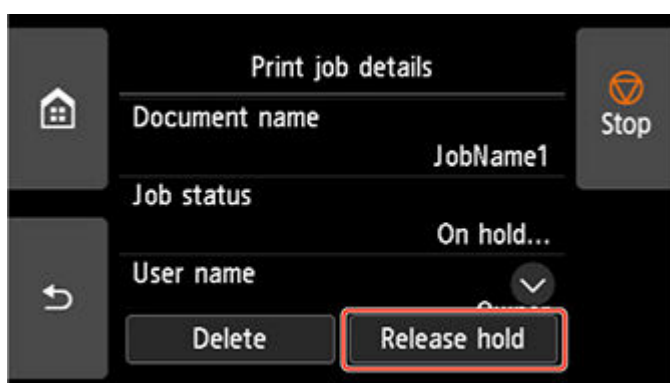 Print job details
Document name
JobName1
Stop
Job status
On hold...
User name
Delete
Release hold